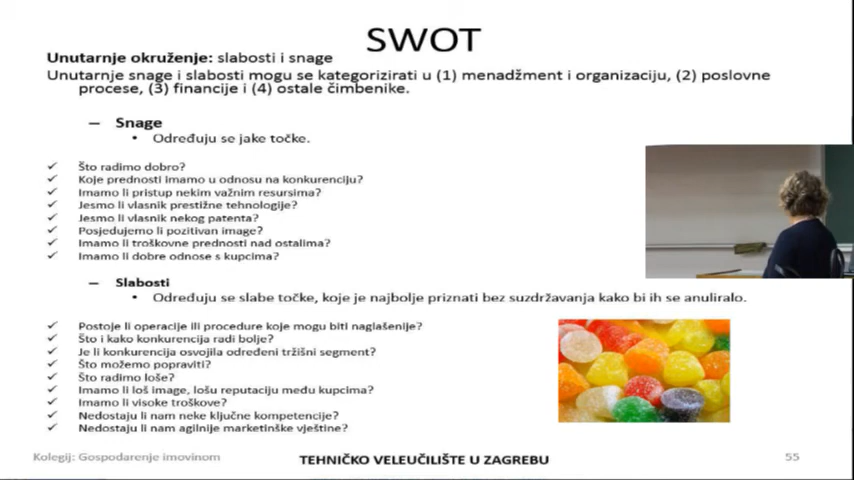 SWOT
Unutarnje okruženje: slabosti i snage
Unutarnje snage i slabosti mogu se kategorizirati u (1) menadžment i organizaciju, (2) poslovne
procese, (3) financije i (4) ostale čimbenike.
– Snage
• Određuju se jake točke.
✓ Što radimo dobro?
✓ Koje prednosti imamo u odnosu na konkurenciju?
✓ Imamo li pristup nekim važnim resursima?
✓ Jesmo li vlasnik prestižne tehnologije?
✓ Jesmo li vlasnik nekog patenta?
✓ Posjedujemo li pozitivan image?
✓ Imamo li troškovne prednosti nad ostalima?
✓ Imamo li dobre odnose s kupcima?
– Slabosti
• Određuju se slabe točke, koje je najbolje priznati bez suzdržavanja kako bi ih se anuliralo.
✓ Postoje li operacije ili procedure koje mogu biti naglašenije?
✓ Što i kako konkurencija radi bolje?
✓ Je li konkurencija osvojila određeni tržišni segment?
✓ Što možemo popraviti?
✓ Što radimo loše?
✓ Imamo li loš image, lošu reputaciju među kupcima?
✓ Imamo li visoke troškove?
✓ Nedostaju li nam neke ključne kompetencije?
✓ Nedostaju li nam agilnije marketinške vještine?
Kolegij: Gospodarenje imovinom
TEHNIČKO VELEUČILIŠTE U ZAGREBU
55